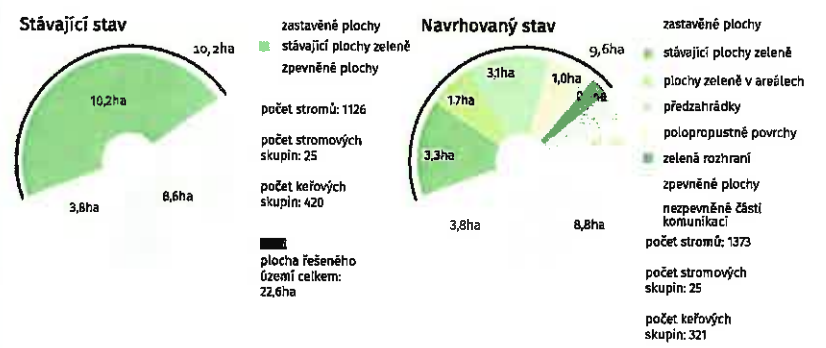 Stávající stav
10,2ha
10,2ha
3,8ha
8,6ha
zastavěné plochy
stávající plochy zeleně
zpevněné plochy
počet stromů: 1126
počet stromových
skupin: 25
počet keřových
skupin: 420
plocha řešeného
území celkem:
22,6ha
Navrhovaný stav
9,6ha
3,1ha
1,0ha
1,7ha
3,3ha
3,8ha
8,8ha
zastavěné plochy
stávající plochy zeleně
plochy zeleně v areálech
předzahrádky
polopropustné povrchy
zelená rozhraní
zpevněné plochy
nezpevněné části
komunikací
počet stromů: 1373
počet stromových
skupin: 25
počet keřových
skupin: 321